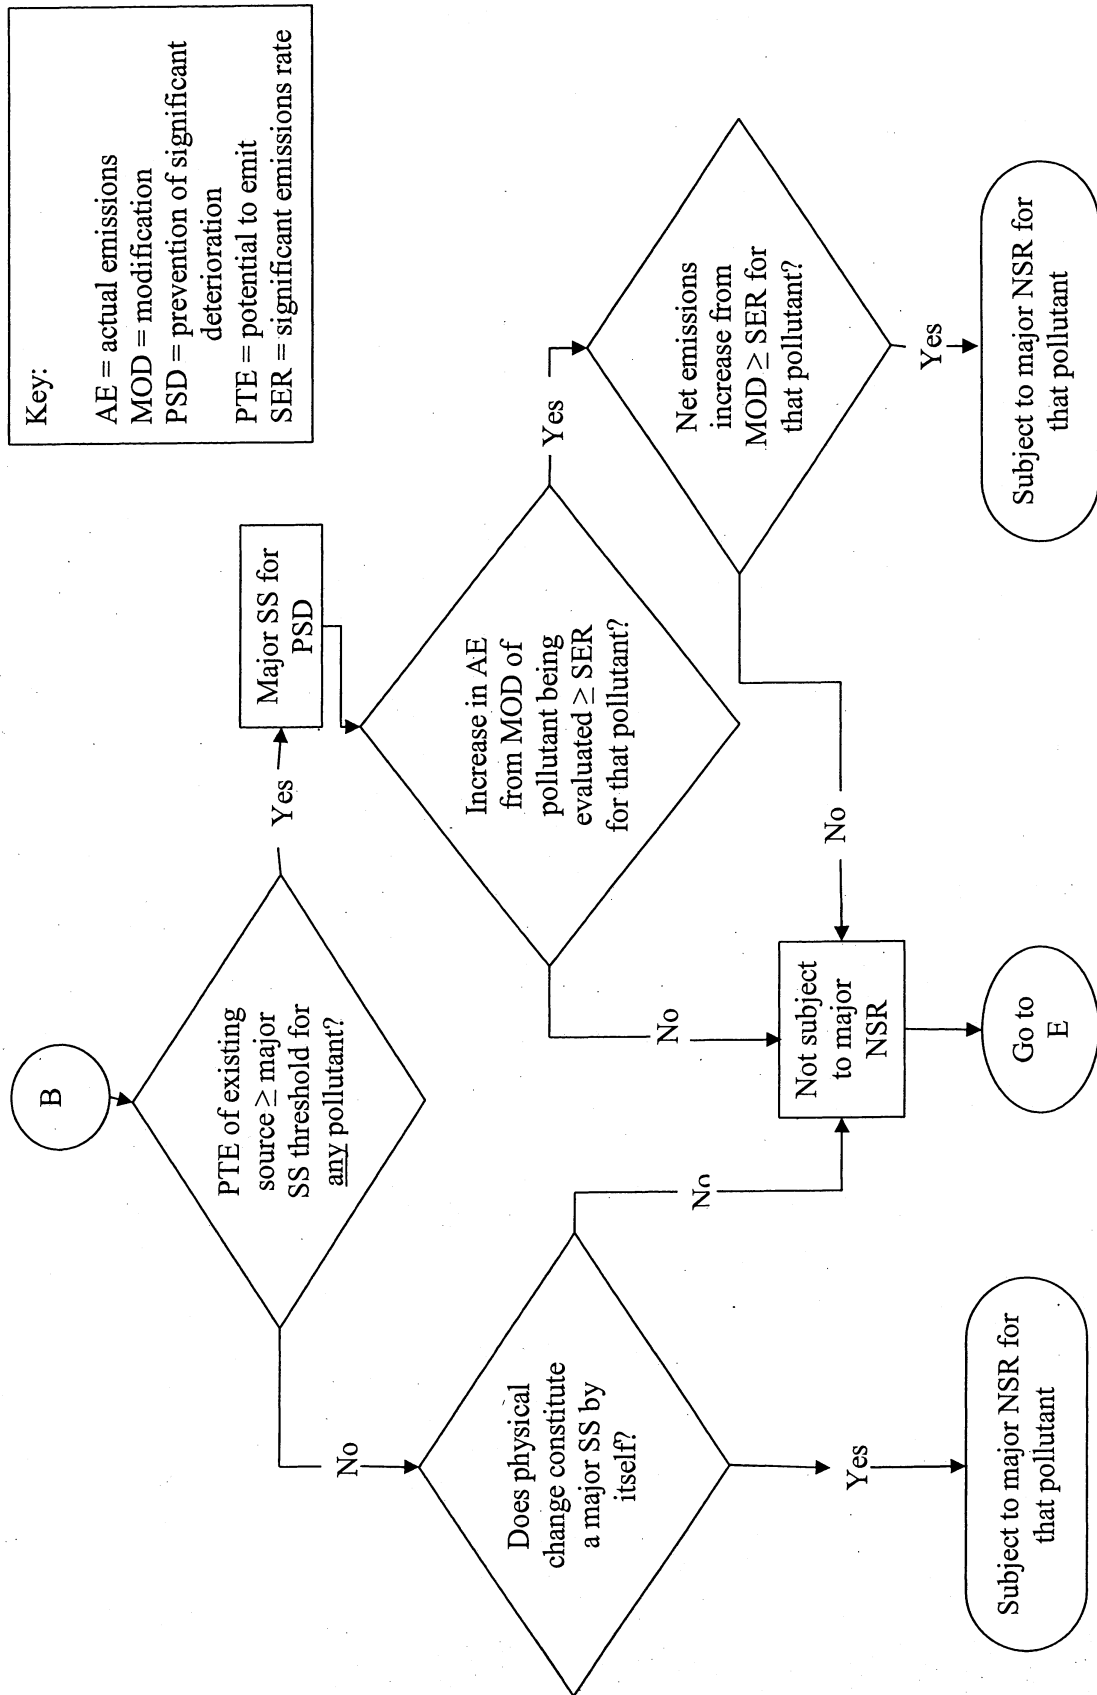 Key:
AE = actual emissions
MOD = modification
PSD = prevention of significant
deterioration
PTE = potential to emit
SER = significant emissions rate
B
PTE of existing
source ≥ major
SS threshold for
any pollutant?
Yes
Major SS for
PSD
No
Does physical
change constitute
a major SS by
itself?
No
Yes
Subject to major NSR for
that pollutant
Increase in AE
from MOD of
pollutant being
evaluated ≥ SER
for that pollutant?
No
Yes
Net emissions
increase from
MOD ≥ SER for
that pollutant?
No
Yes
Not subject
to major
NSR
Go to
E
Subject to major NSR for
that pollutant